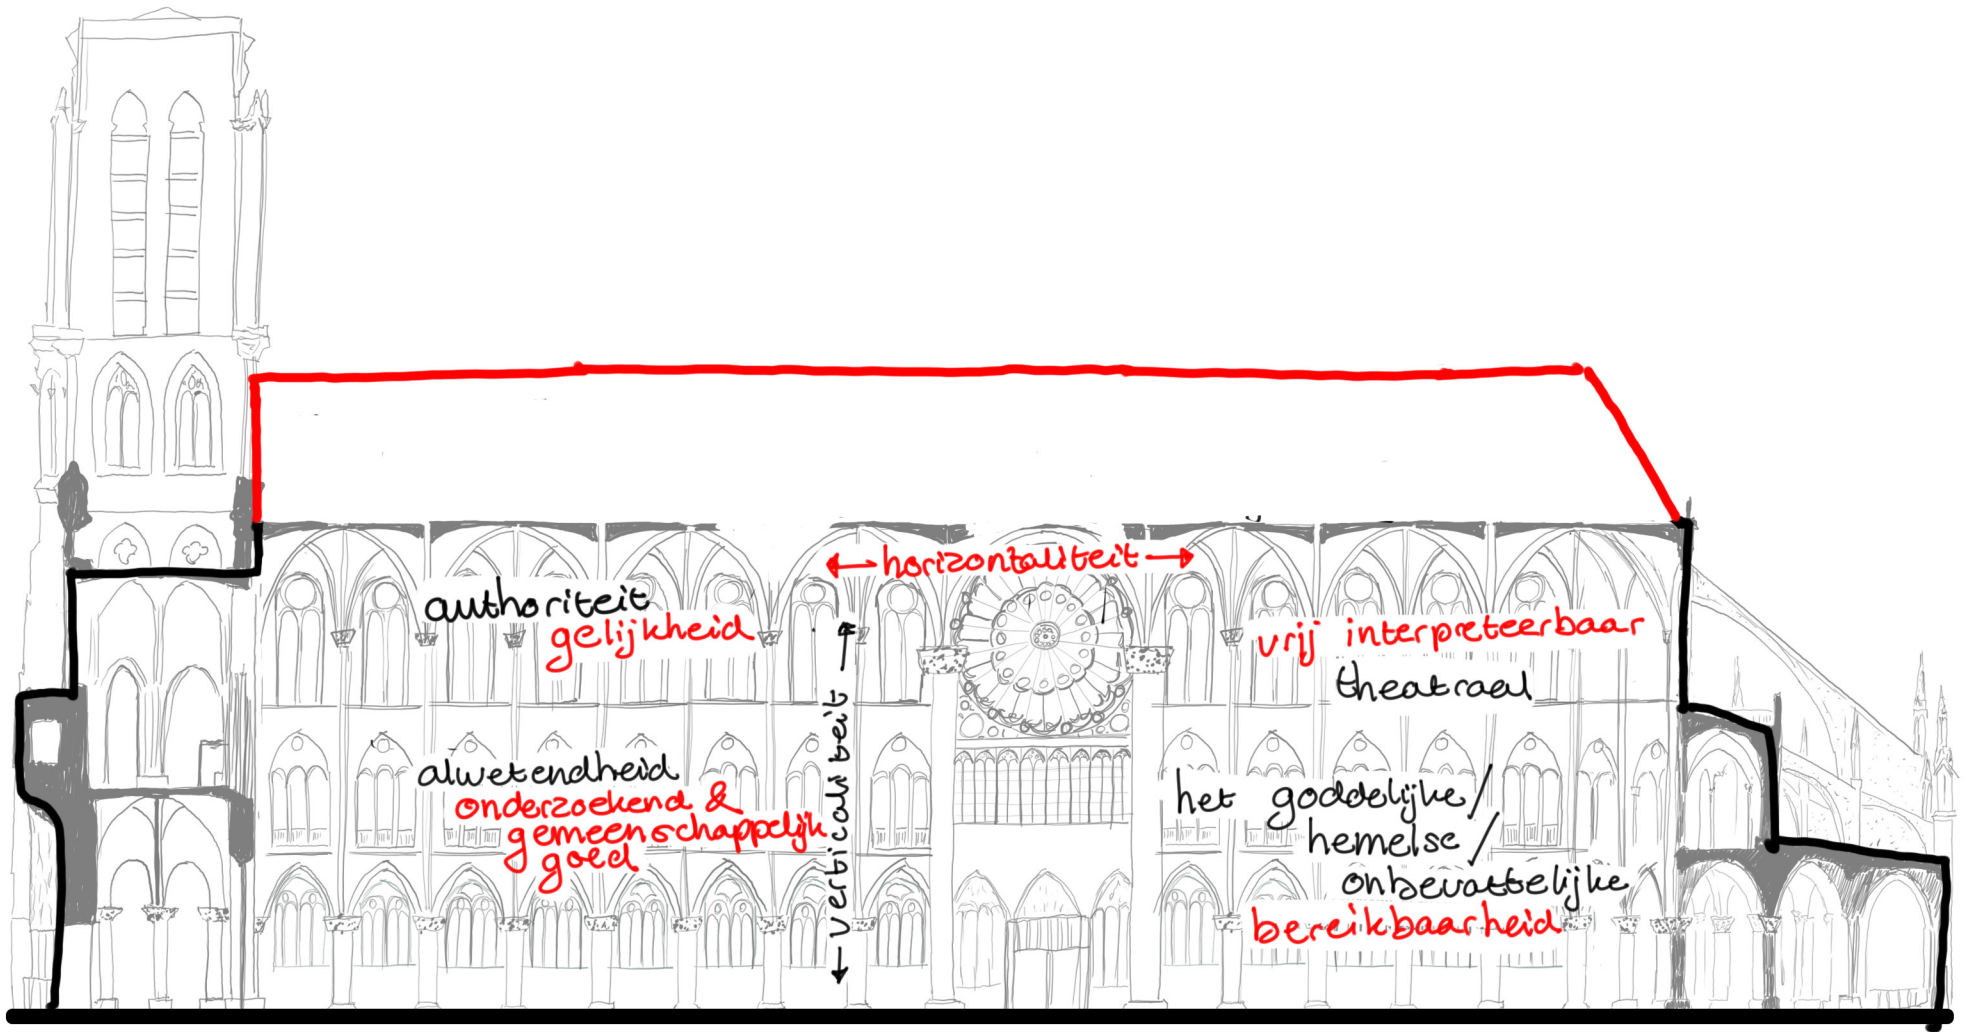 ← horizontaliteit →
authoriteit
gelijkheid
← verticaliteit →
vrij interpreteerbaar
theatraal
alwetendheid
onderzoekend &
gemeenschappelijk
goed
het goddelijke/
hemelse /
onbevattelijke
bereikbaarheid